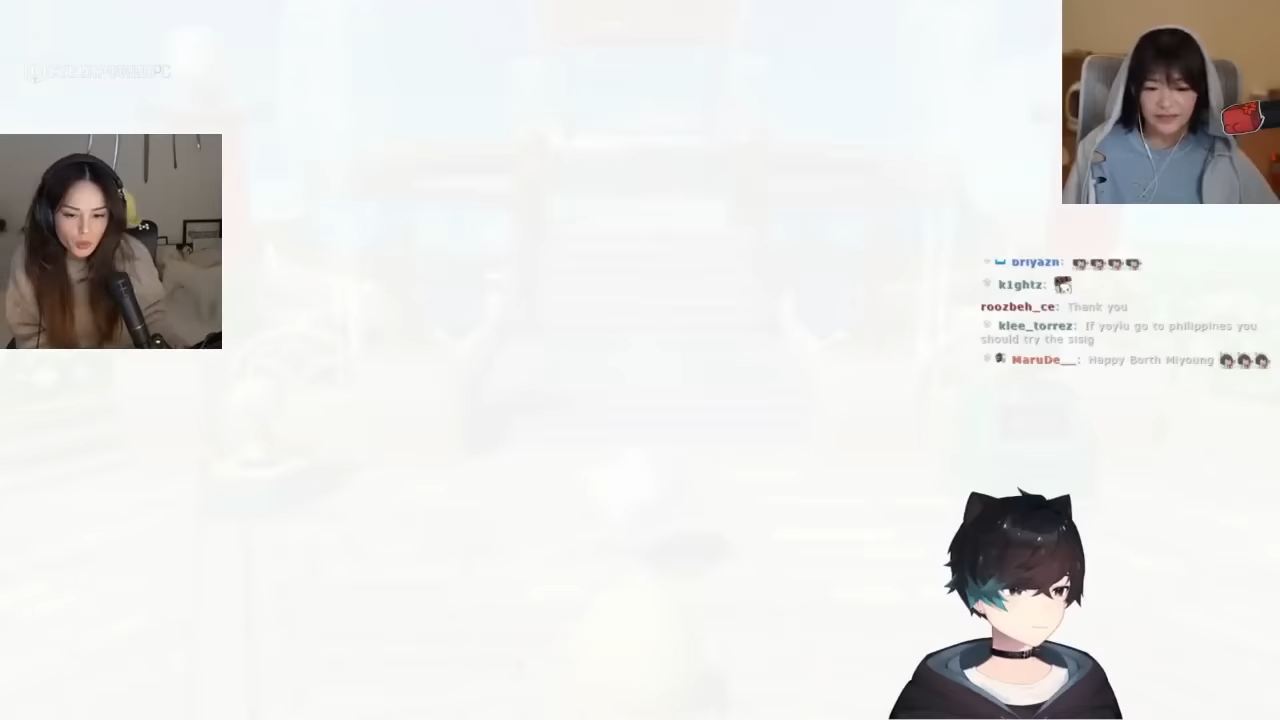 briyazn:
k1ghtz:
roozbeh_ce: Thank you
klee_torrez: If yoyiu go to philippines you
should try the sisig
MaruDe__: Happy Borth Miyoung